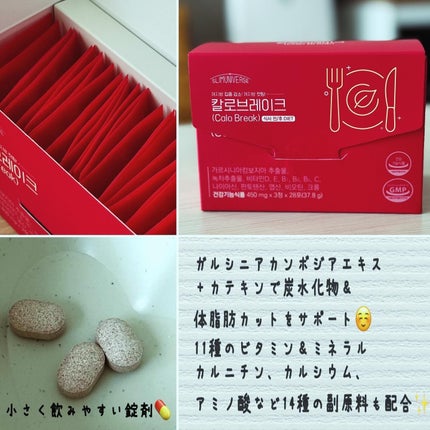 SLIMUNIVERSE
칼로브레이크
(Calo Break) 식사 전/후 DIET
가르시니아캄보지아 추출물,
녹차추출물, 비타민D, E, B₁, B₂, B₆, C,
나이아신, 판토텐산, 엽산, 비오틴, 크롬
건강기능식품 450 mg x 3정 x 28포(37.8 g)
GMP
小さく飲みやすい錠剤💊
ガルシニアカンボジアエキス
+カテキンで炭水化物&
体脂肪カットをサポート☺️
11種のビタミン&ミネラル
カルニチン、カルシウム、
アミノ酸など14種の副原料も配合✨